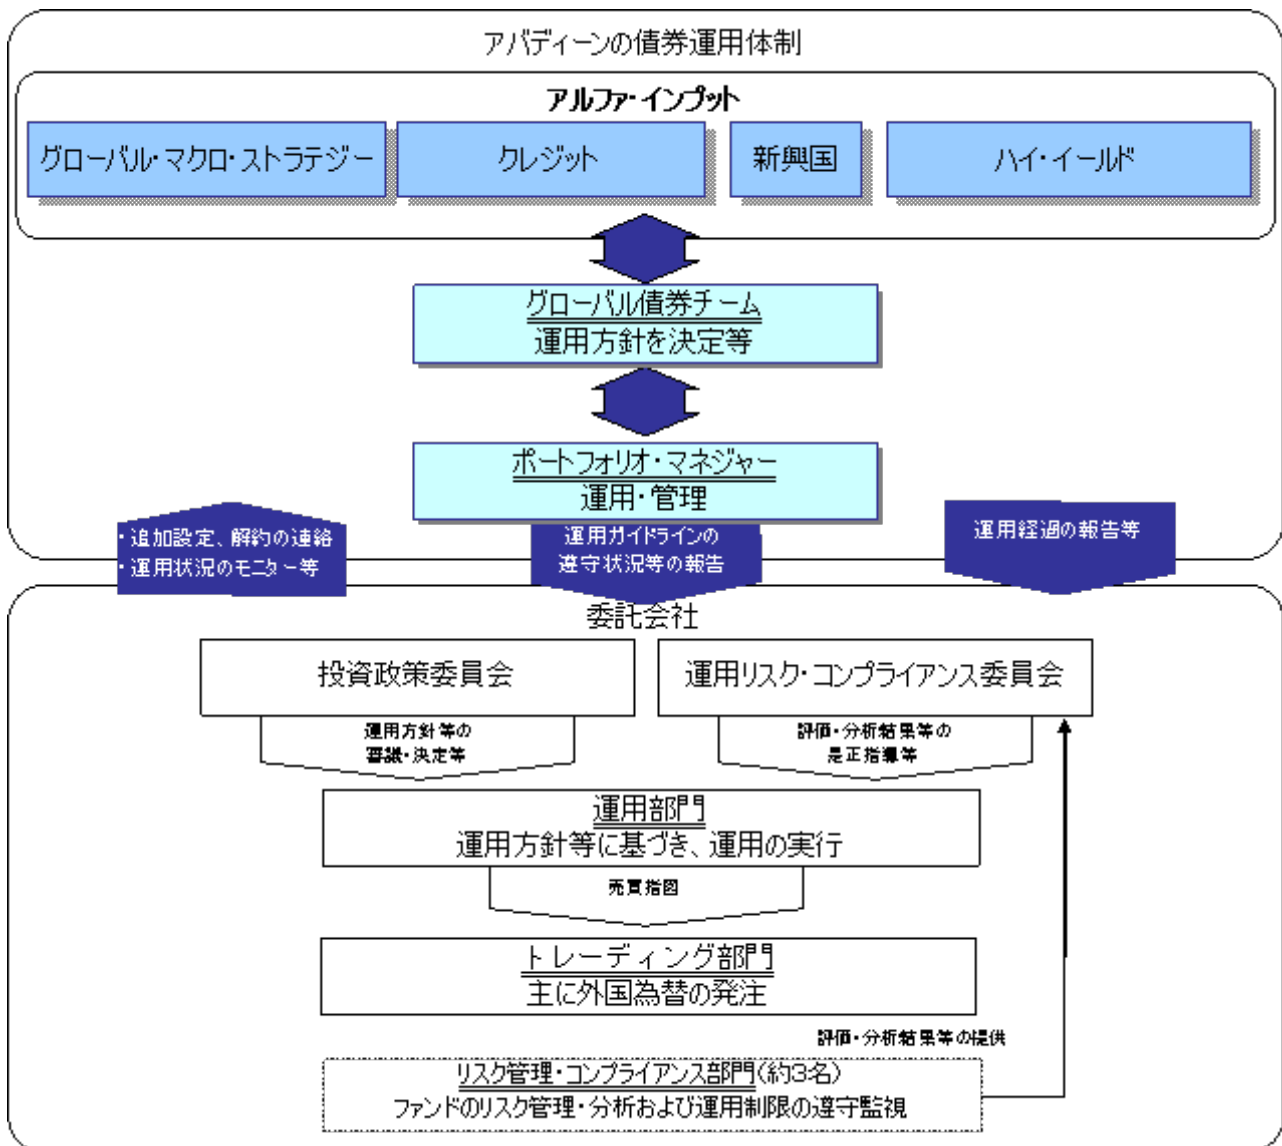 アバディーンの債券運用体制
アルファ・インプット
グローバル・マクロ・ストラテジー
クレジット
新興国
ハイ・イールド
グローバル債券チーム
運用方針を決定等
ポートフォリオ・マネジャー
運用・管理
・追加設定、解約の連絡
・運用状況のモニター等
運用ガイドラインの
遵守状況等の報告
運用経過の報告等
委託会社
投資政策委員会
運用リスク・コンプライアンス委員会
運用方針等の
審議・決定等
評価・分析結果等の
是正指導等
運用部門
運用方針等に基づき、運用の実行
売買指図
トレーディング部門
主に外国為替の発注
評価・分析結果等の提供
リスク管理・コンプライアンス部門(約3名)
ファンドのリスク管理・分析および運用制限の遵守監視